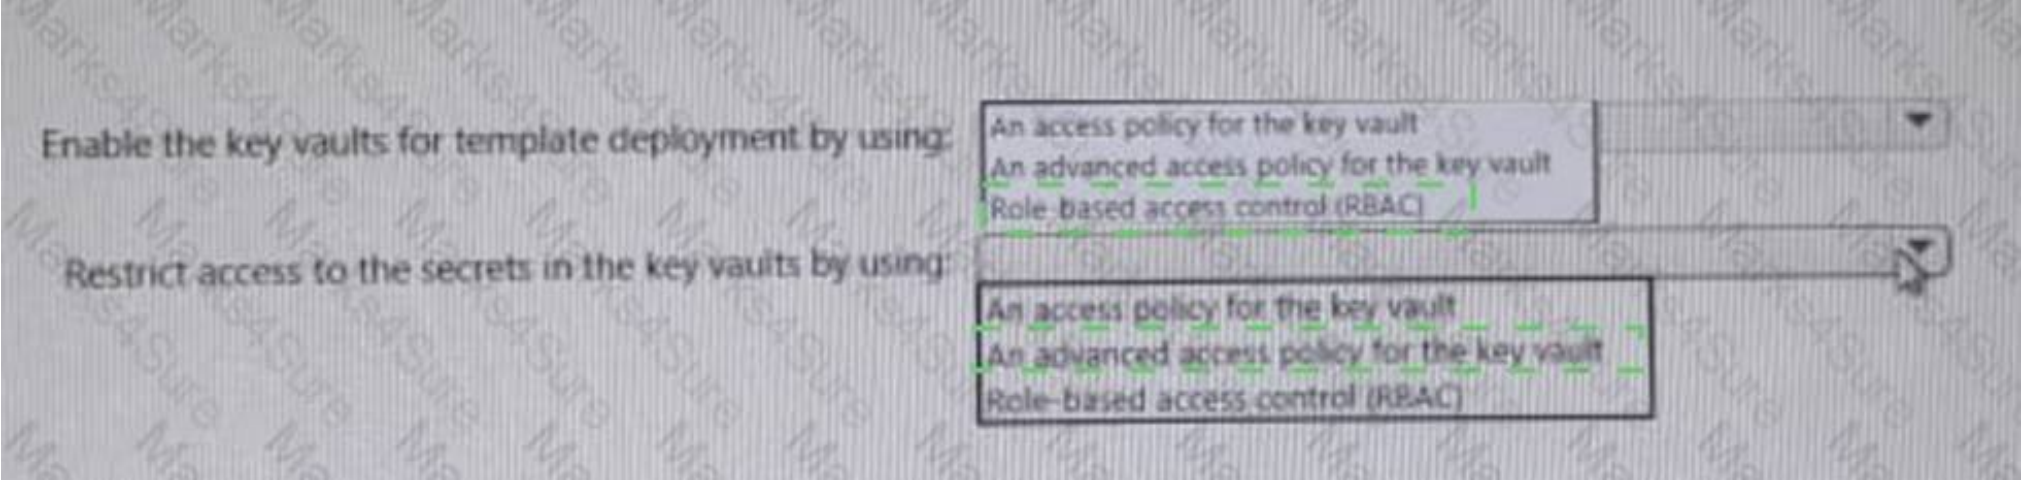 Enable the key vaults for template deployment by using:
An access policy for the key vault
An advanced access policy for the key vault
Role-based access control (RBAC)
Restrict access to the secrets in the key vaults by using:
An access policy for the key vault
An advanced access policy for the key vault
Role-based access control (RBAC)
Marks4Sure